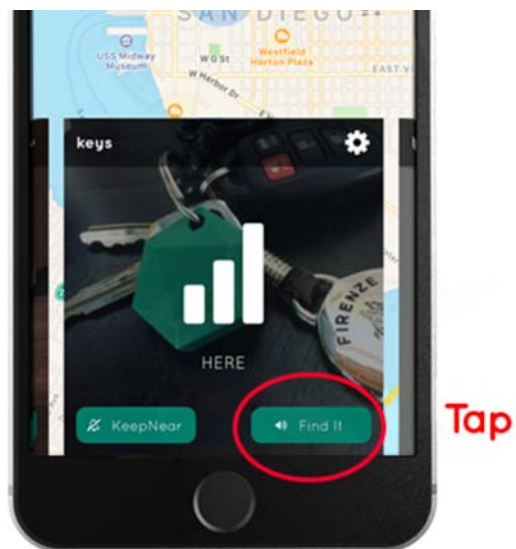 SAN DIEGO
USS Midway
Museum
W G St
Westfield
Horton Plaza
W Harbor Dr
EAST VI
keys
FIRENZE
HERE
KeepNear
Find It
Tap